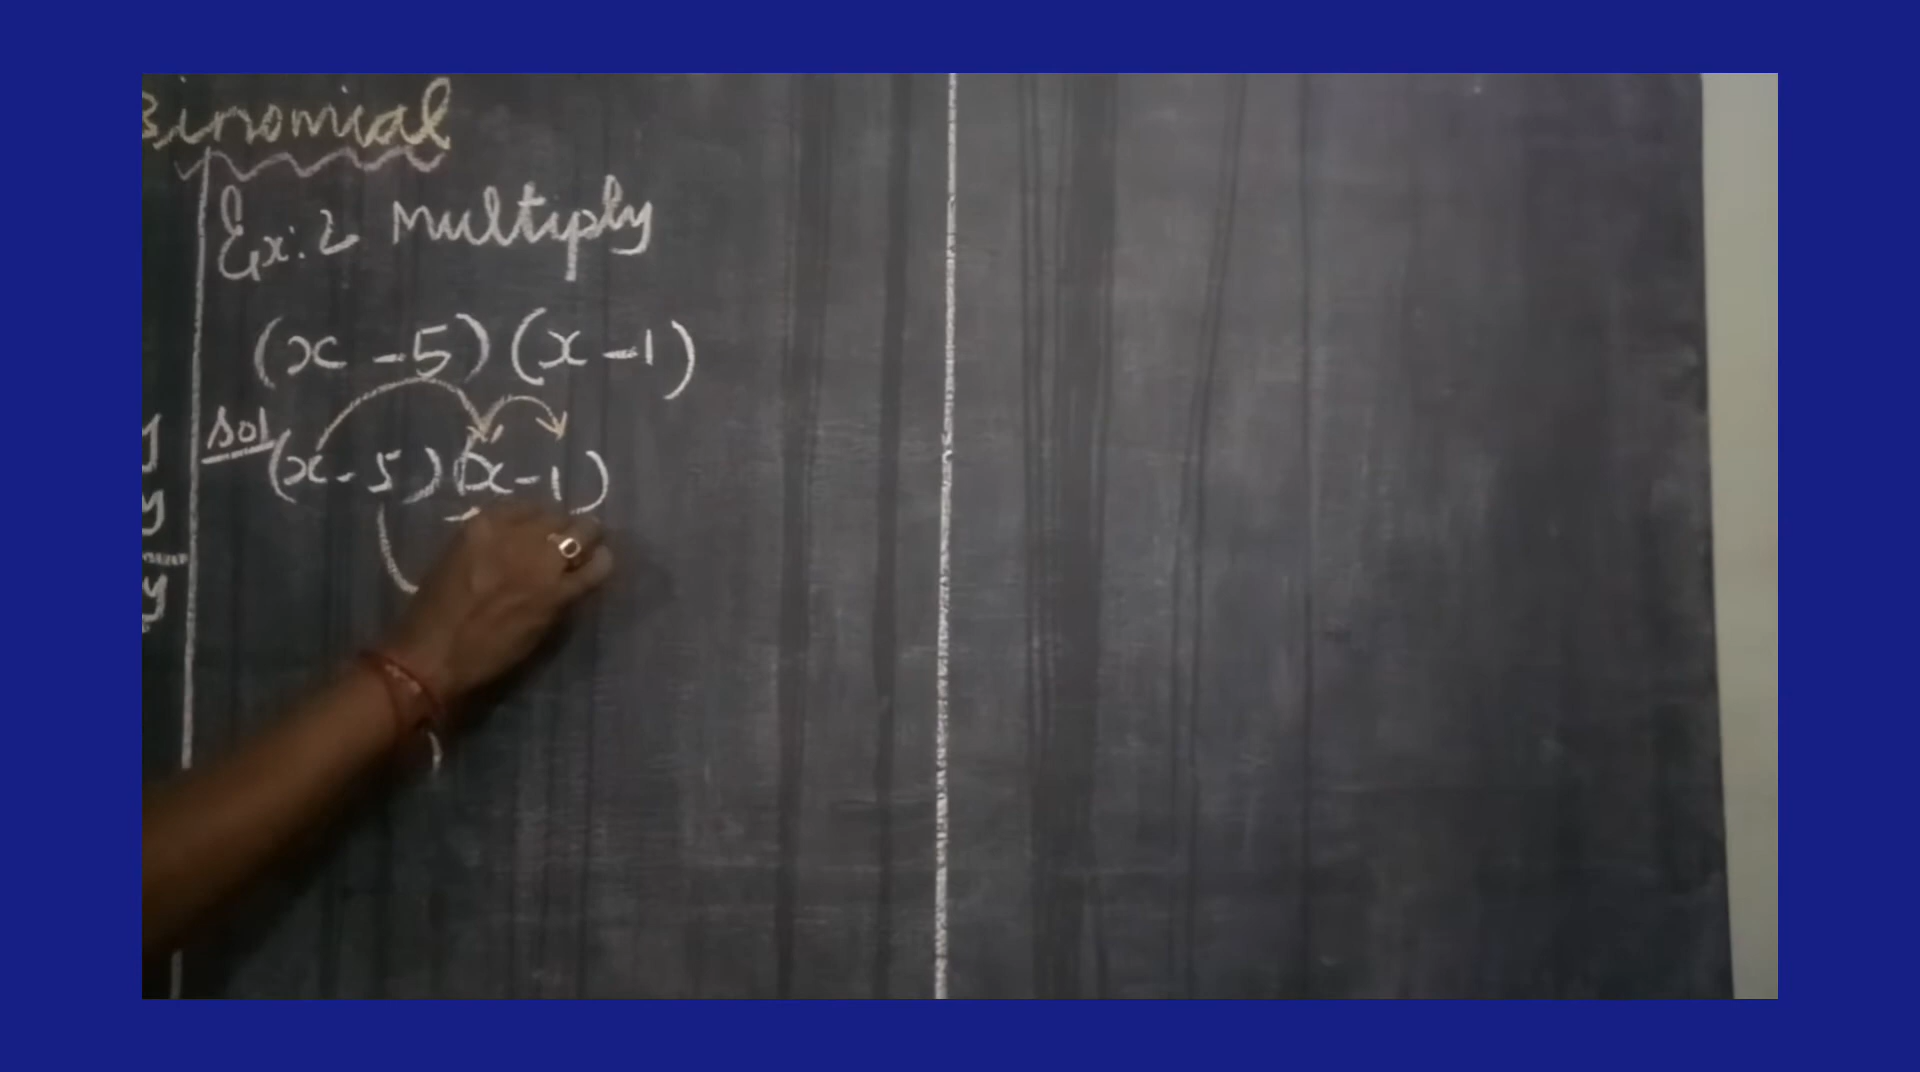 Binomial
Ex: 2 Multiply
(x - 5) (x - 1)
Sol (x - 5) (x - 1)
y
y
y